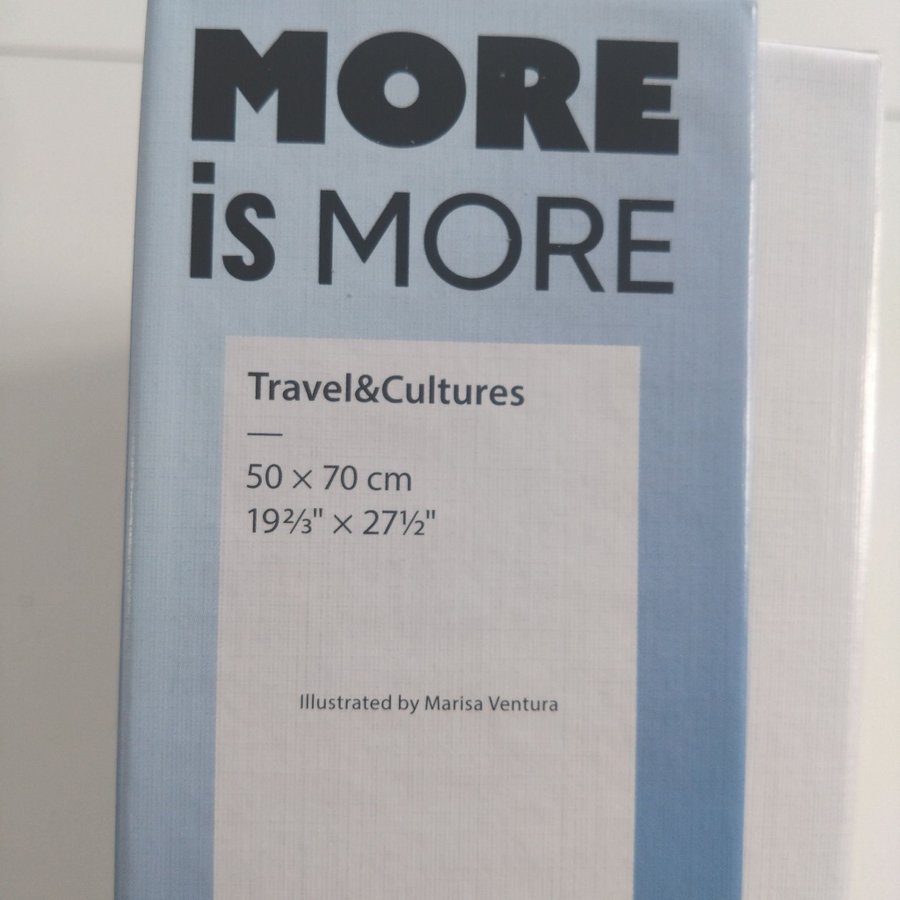 MORE
is MORE
Travel&Cultures
—
50 × 70 cm
19⅔" × 27½"
Illustrated by Marisa Ventura